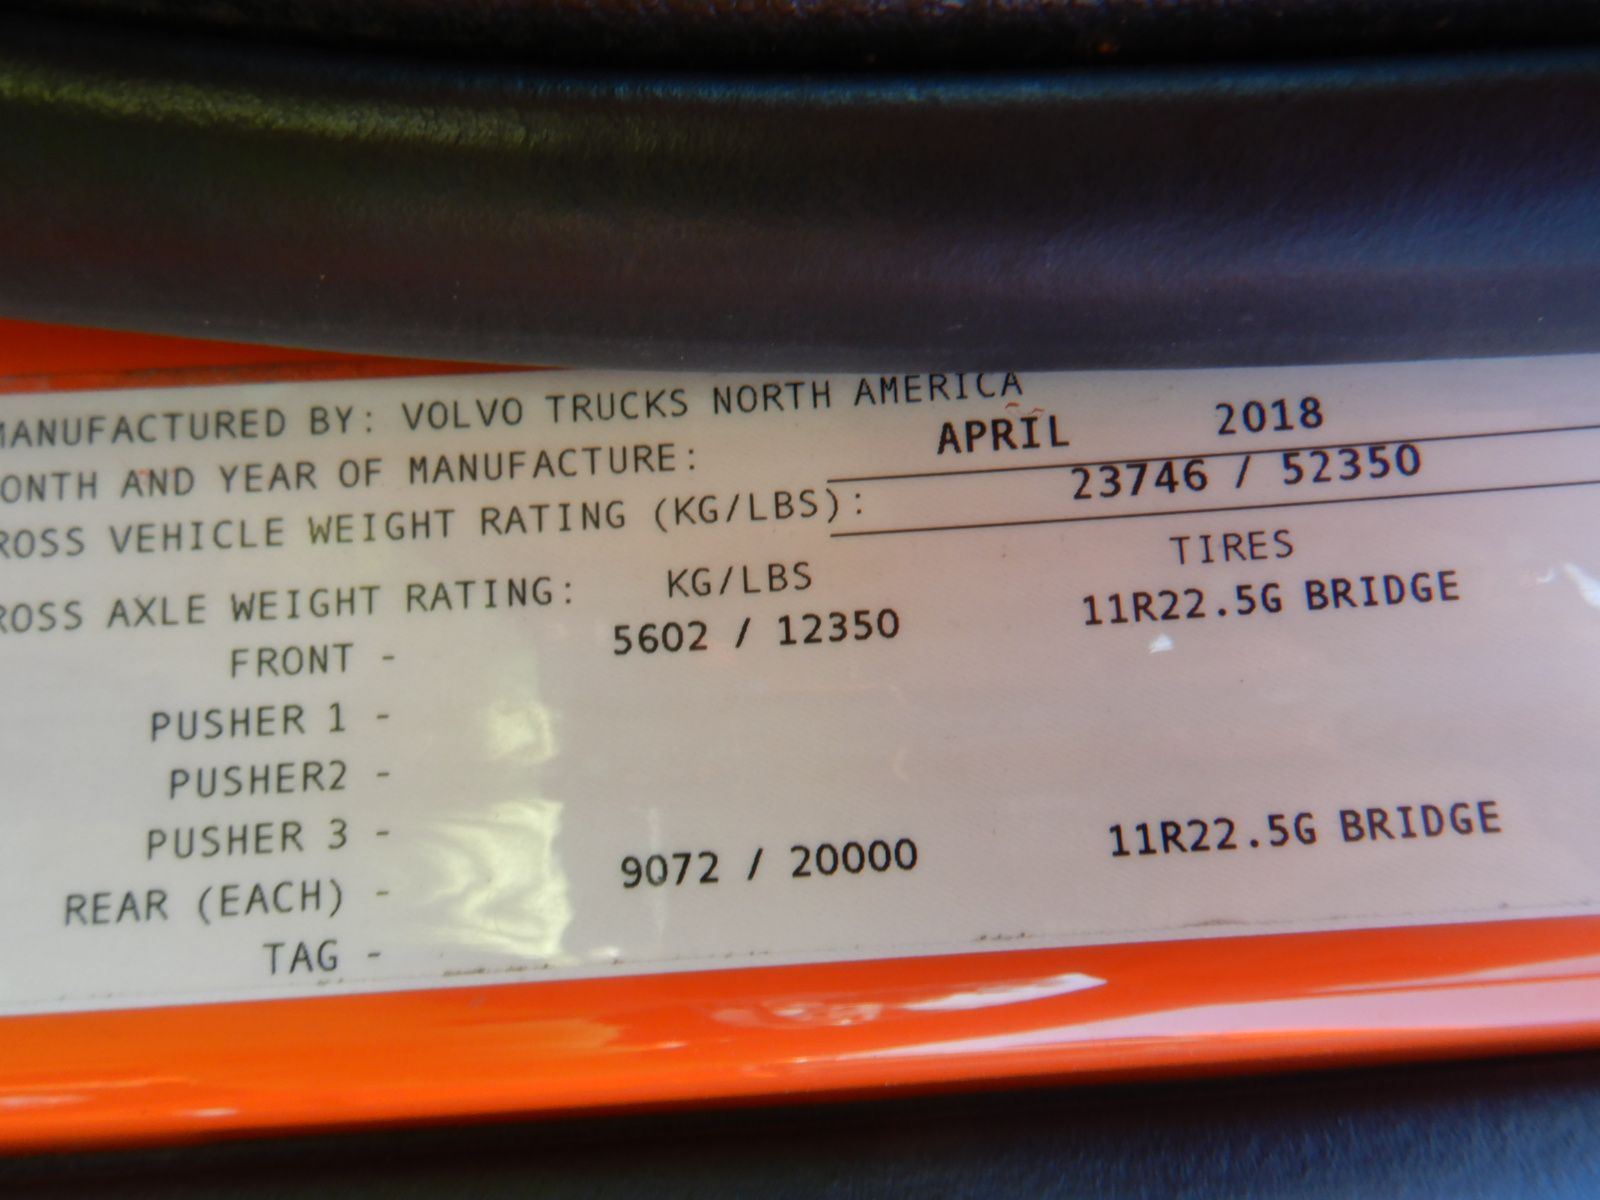 MANUFACTURED BY: VOLVO TRUCKS NORTH AMERICA
ONTH AND YEAR OF MANUFACTURE: APRIL 2018
ROSS VEHICLE WEIGHT RATING (KG/LBS): 23746 / 52350
ROSS AXLE WEIGHT RATING: KG/LBS TIRES
FRONT - 5602 / 12350 11R22.5G BRIDGE
PUSHER 1 -
PUSHER2 -
PUSHER 3 -
REAR (EACH) - 9072 / 20000 11R22.5G BRIDGE
TAG -